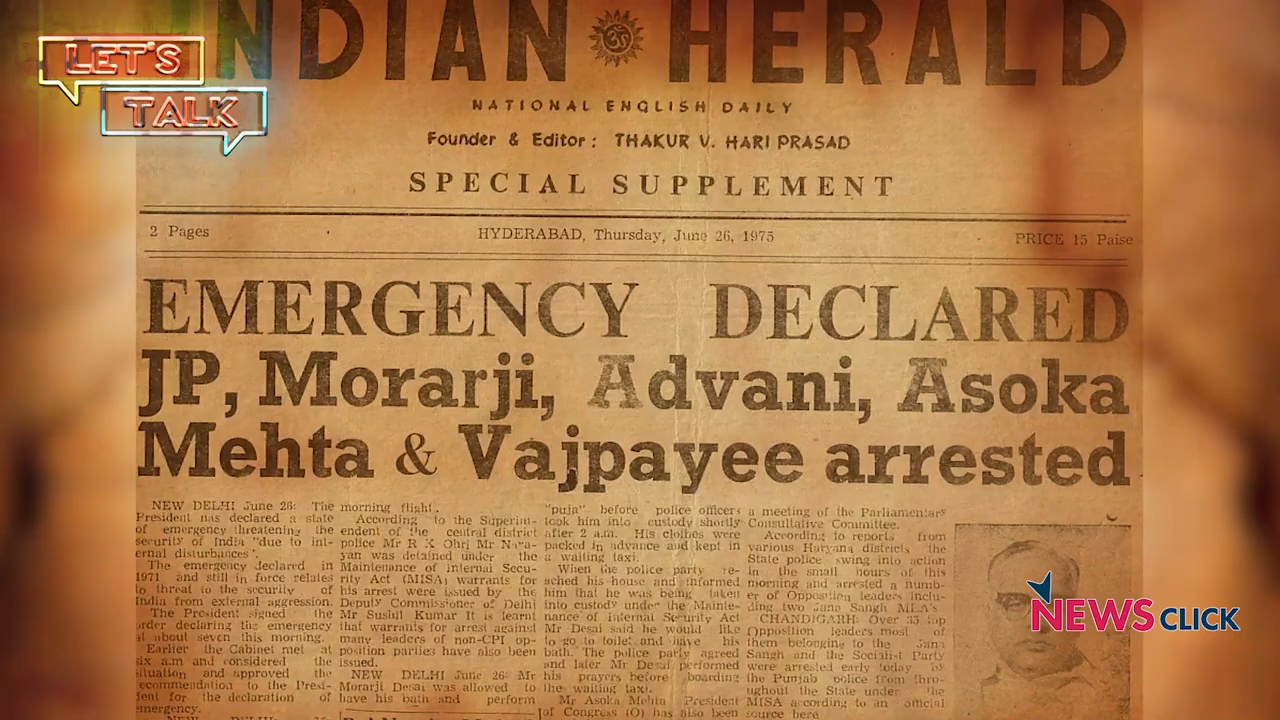 LET'S
TALK
INDIAN HERALD
NATIONAL ENGLISH DAILY
Founder & Editor : THAKUR V. HARI PRASAD
SPECIAL SUPPLEMENT
2 Pages
HYDERABAD, Thursday, June 26, 1975
PRICE 15 Paise
EMERGENCY DECLARED
JP, Morarji, Advani, Asoka
Mehta & Vajpayee arrested
NEW DELHI June 26: The
President has declared a state
of emergency threatening the
security of India "due to int-
ernal disturbances".
The emergency declared in
1971 and still in force relates
to threat to the security of
India from external aggression.
The President signed the
order declaring the emergency
at about seven this morning.
Earlier the Cabinet met at
six a.m and considered the
situation and approved the
recommendation to the Presi-
dent for the declaration of
emergency.
morning flight.
According to the Superint-
endent of the central district
police Mr R K Ohri Mr Nara-
yan was detained under the
Maintenance of Internal Secu-
rity Act (MISA) warrants for
his arrest were issued by the
Deputy Commissioner of Delhi
Mr Sushil Kumar It is learnt
that warrants for arrest against
many leaders of non-CPI op-
position parties have also been
issued.
NEW DELHI June 26: Mr
Morarji Desai was allowed to
have his bath and perform
"puja" before police officers
took him into custody shortly
after 2 a.m. His clothes were
packed in advance and kept in
a waiting taxi.
When the police party re-
ached his house and informed
him that he was being taken
into custody under the Mainte-
nance of Internal Security Act
Mr Desai said he would like
to go to toilet and have his
bath. The police party agreed
and later Mr Desai performed
his prayers before boarding
the waiting taxi.
Mr Asoka Mehta President
of Congress (O) has also been
a meeting of the Parliamentary
Consultative Committee.
According to reports from
various Haryana districts the
State police swung into action
in the small hours of this
morning and arrested a numb-
er of Opposition leaders inclu-
ding two Jana Sangh MLA's
CHANDIGARH: Over 35 top
Opposition leaders most of
them belonging to the Jana
Sangh and the Socialist Party
were arrested early today by
the Punjab police from thro-
ughout the State under the
MISA according to an official
source here
NEWSCLICK